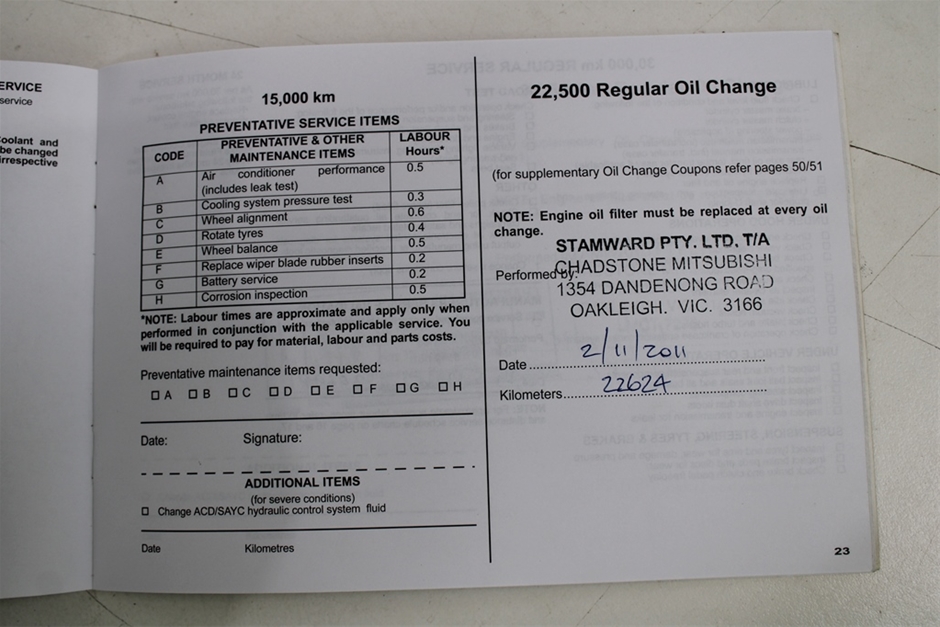 ERVICE
service
oolant and
be changed
irrespective
15,000 km
PREVENTATIVE SERVICE ITEMS
CODE PREVENTATIVE & OTHER MAINTENANCE ITEMS LABOUR Hours*
A Air conditioner performance (includes leak test) 0.5
B Cooling system pressure test 0.3
C Wheel alignment 0.6
D Rotate tyres 0.4
E Wheel balance 0.5
F Replace wiper blade rubber inserts 0.2
G Battery service 0.2
H Corrosion inspection 0.5
*NOTE: Labour times are approximate and apply only when
performed in conjunction with the applicable service. You
will be required to pay for material, labour and parts costs.
Preventative maintenance items requested:
A B C D E F G H
Date: Signature:
ADDITIONAL ITEMS
(for severe conditions)
Change ACD/SAYC hydraulic control system fluid
Date Kilometres
22,500 Regular Oil Change
(for supplementary Oil Change Coupons refer pages 50/51
NOTE: Engine oil filter must be replaced at every oil
change.
STAMWARD PTY. LTD. T/A
Performed by: CHADSTONE MITSUBISHI
1354 DANDENONG ROAD
OAKLEIGH. VIC. 3166
Date 2/11/2011
Kilometers 22624
23